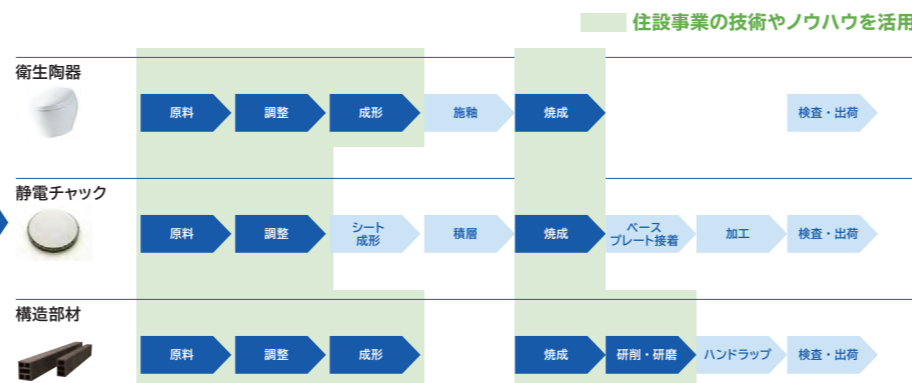 住設事業の技術やノウハウを活用
衛生陶器
原料
調整
成形
施釉
焼成
検査・出荷
静電チャック
原料
調整
シート
成形
積層
焼成
ベース
プレート接着
加工
検査・出荷
構造部材
原料
調整
成形
焼成
研削・研磨
ハンドラップ
検査・出荷